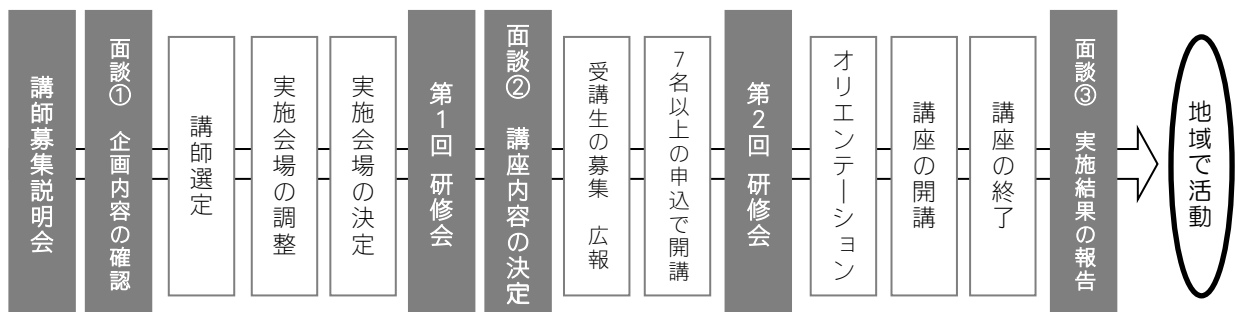 講師募集説明会
面談① 企画内容の確認
講師選定
実施会場の調整
実施会場の決定
第1回 研修会
面談② 講座内容の決定
受講生の募集 広報
7名以上の申込で開講
第2回 研修会
オリエンテーション
講座の開講
講座の終了
面談③ 実施結果の報告
地域で活動